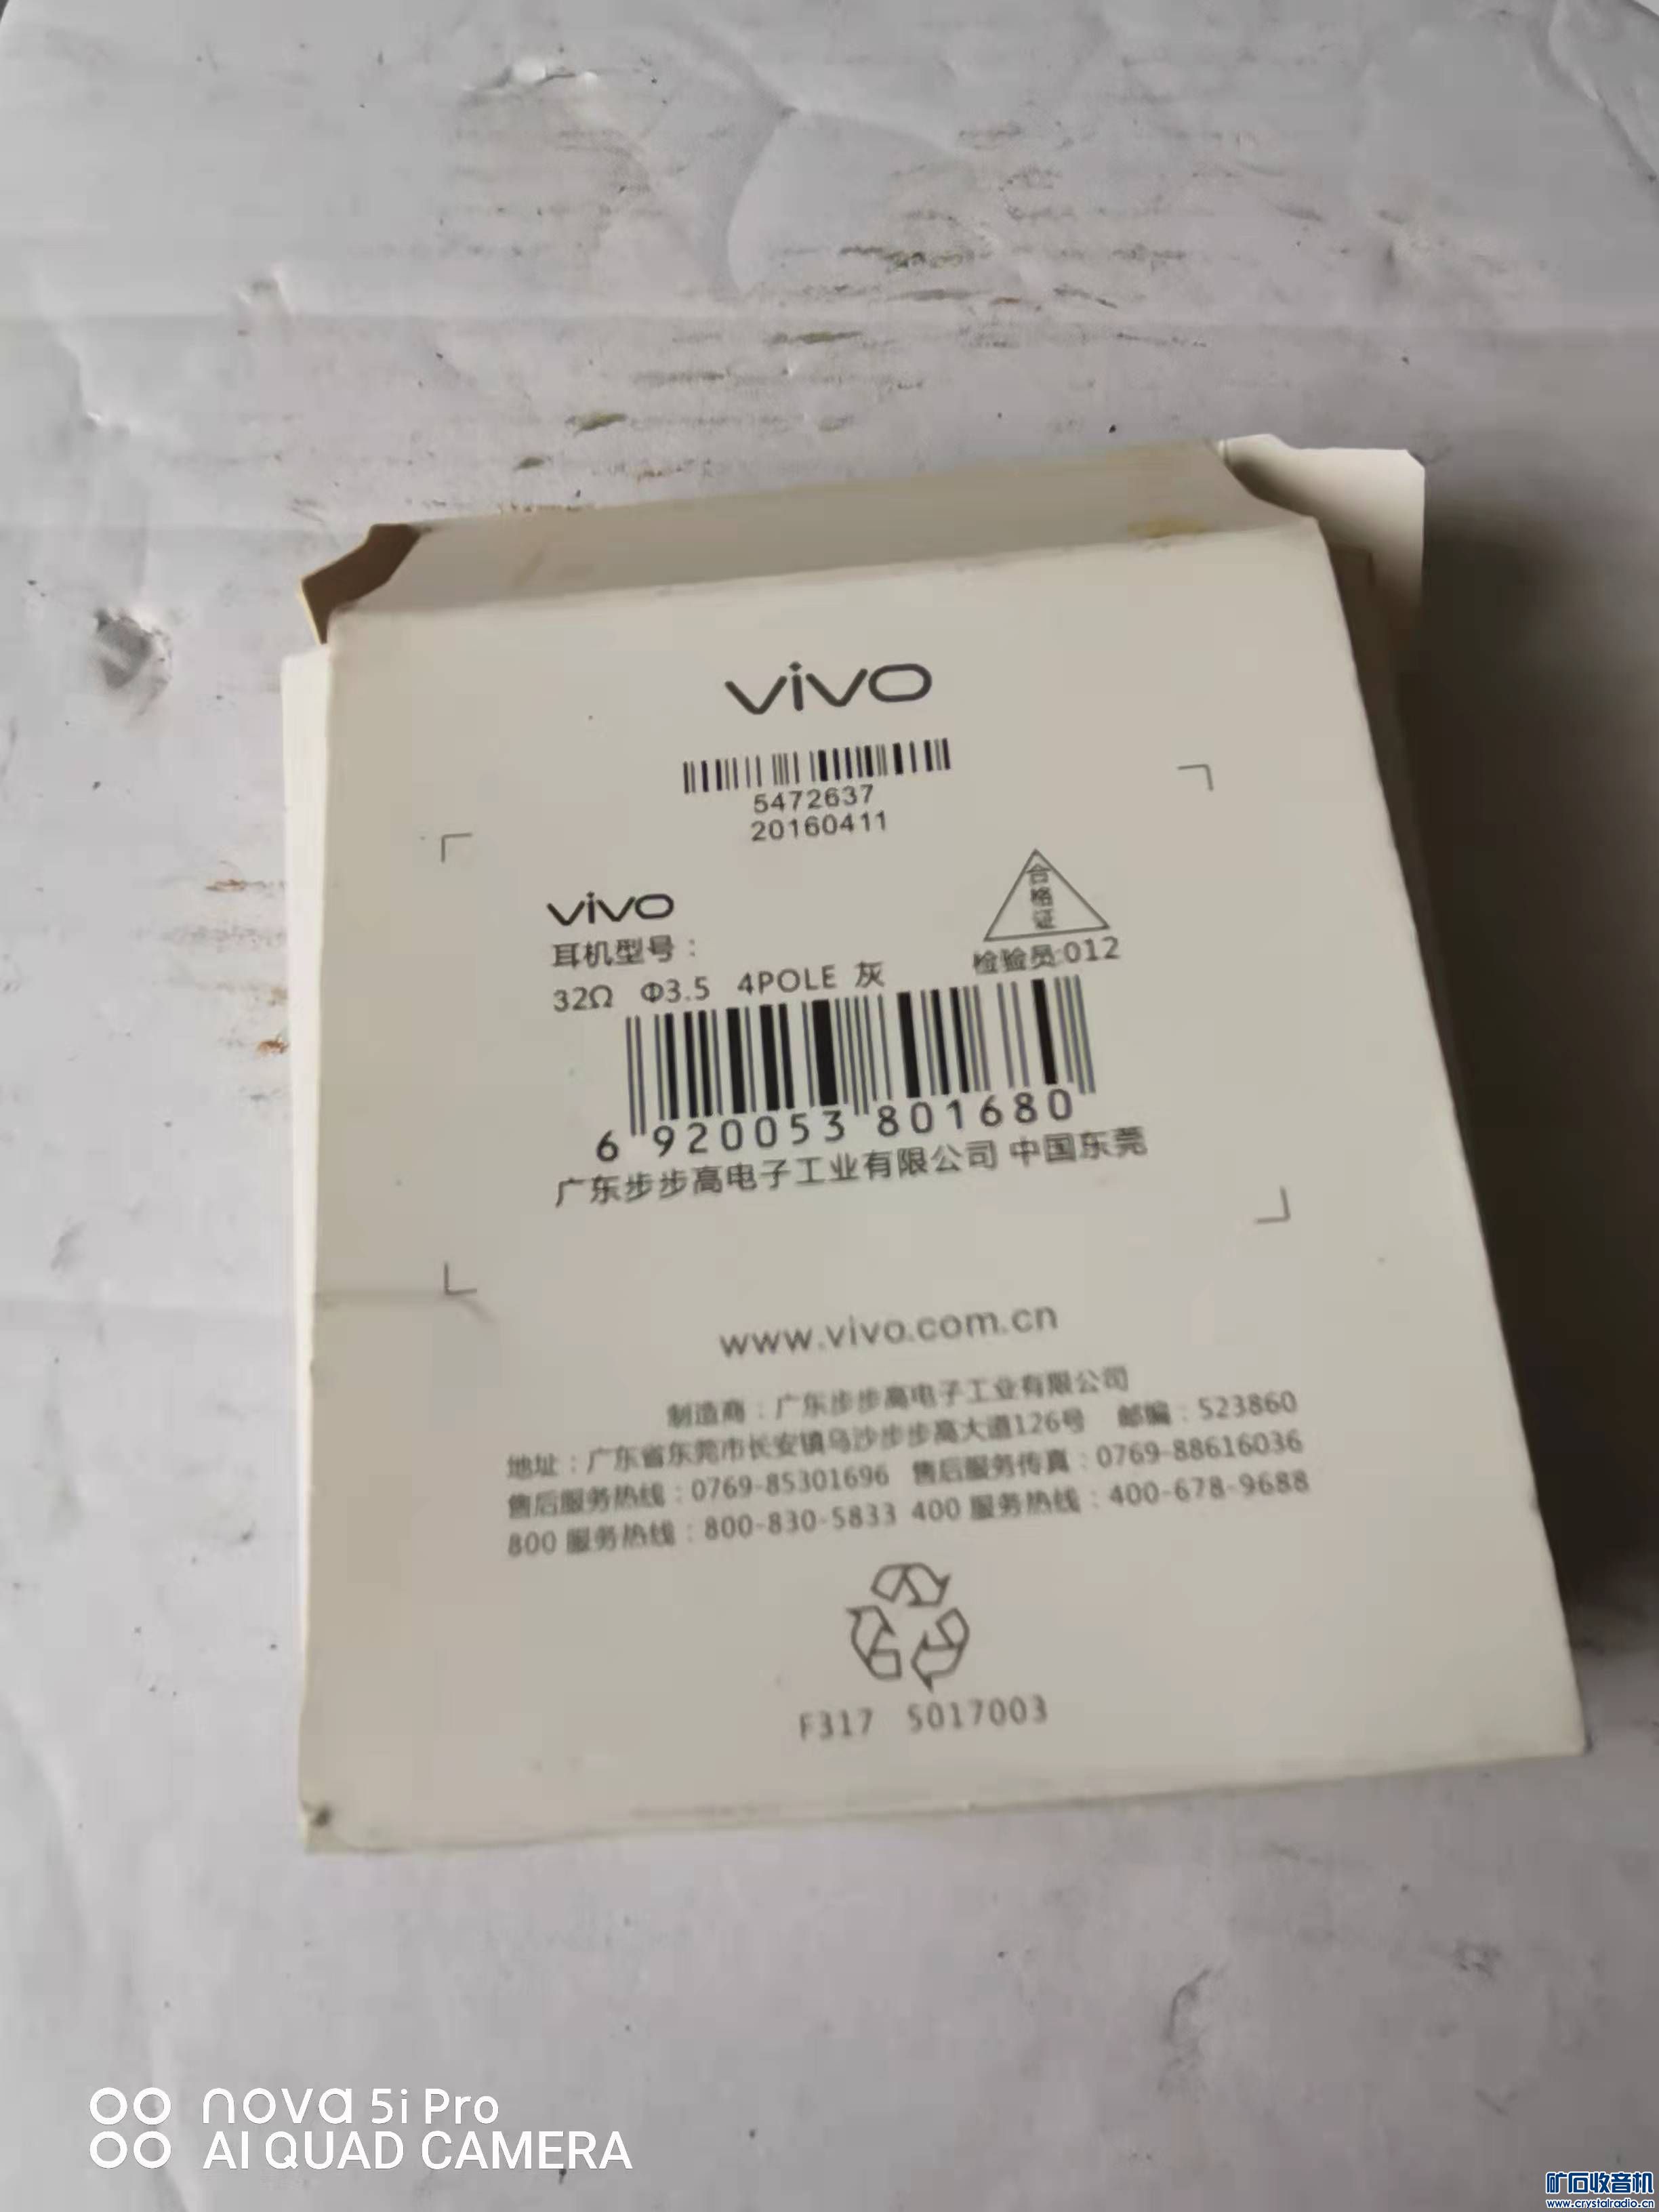 vivo
5472637
20160411
合
格
证
vivo
耳机型号：
检验员:012
32Ω Φ3.5 4POLE 灰
6 920053 801680
广东步步高电子工业有限公司 中国东莞
www.vivo.com.cn
制造商：广东步步高电子工业有限公司
地址：广东省东莞市长安镇乌沙步步高大道126号 邮编：523860
售后服务热线：0769-85301696 售后服务传真：0769-88616036
800 服务热线：800-830-5833 400 服务热线：400-678-9688
F317 5017003
nova 5i Pro
AI QUAD CAMERA
矿石收音机
www.crystalradio.cn